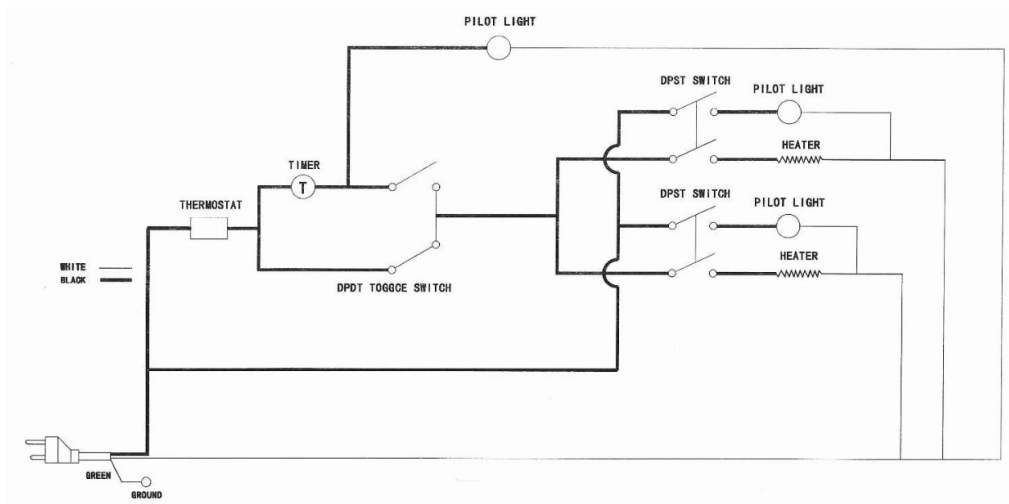 PILOT LIGHT
DPST SWITCH
PILOT LIGHT
HEATER
TIMER
T
THERMOSTAT
DPST SWITCH
PILOT LIGHT
HEATER
WHITE
BLACK
DPDT TOGGCE SWITCH
GREEN
GROUND